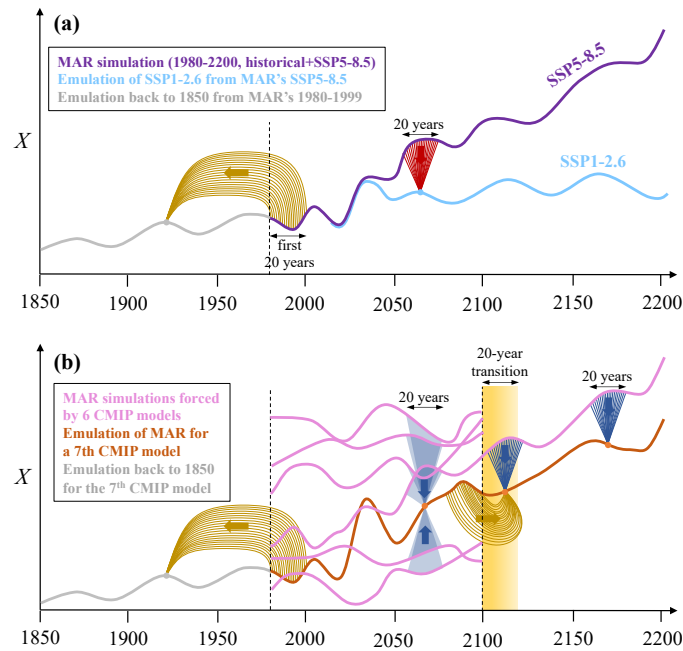 (a)
MAR simulation (1980-2200, historical+SSP5-8.5)
Emulation of SSP1-2.6 from MAR's SSP5-8.5
Emulation back to 1850 from MAR's 1980-1999
SSP5-8.5
20 years
X
SSP1-2.6
first
20 years
1850 1900 1950 2000 2050 2100 2150 2200
(b)
20-year
transition
MAR simulations forced
by 6 CMIP models
Emulation of MAR for
a 7th CMIP model
Emulation back to 1850
for the 7th CMIP model
20 years
20 years
X
1850 1900 1950 2000 2050 2100 2150 2200